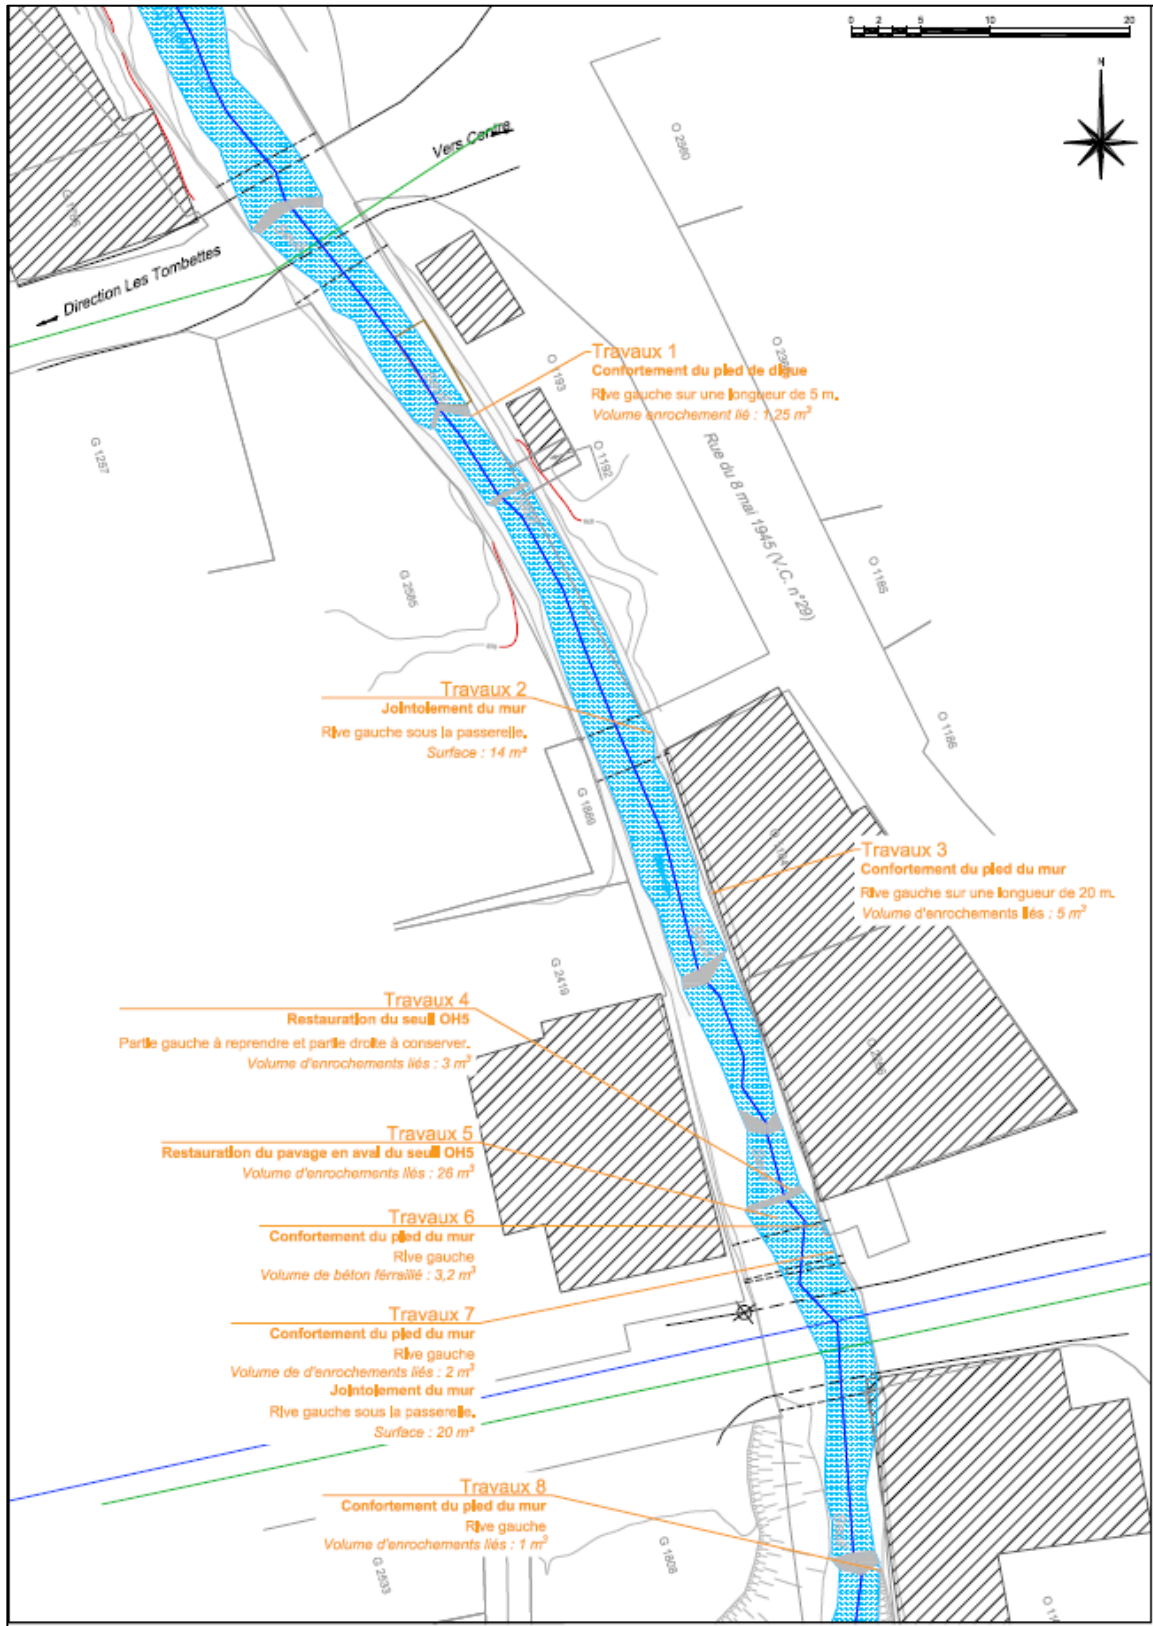 0 2 5 10 20
N
Vers Centre
O 2560
G 1786
Direction Les Tombettes
Travaux 1
Confortement du pied de digue
Rive gauche sur une longueur de 5 m.
Volume enrochement lié : 1,25 m³
O 1193
G 1257
O 1192
Rue du 8 mai 1945 (V.C. n°29)
O 1185
G 2585
Travaux 2
Jointoiement du mur
Rive gauche sous la passerelle.
Surface : 14 m²
O 1186
G 1889
Travaux 3
Confortement du pied du mur
Rive gauche sur une longueur de 20 m.
Volume d'enrochements liés : 5 m³
G 2419
Travaux 4
Restauration du seuil OH5
Partie gauche à reprendre et partie droite à conserver.
Volume d'enrochements liés : 3 m³
Travaux 5
Restauration du pavage en aval du seuil OH5
Volume d'enrochements liés : 26 m³
Travaux 6
Confortement du pied du mur
Rive gauche
Volume de béton férraillé : 3,2 m³
Travaux 7
Confortement du pied du mur
Rive gauche
Volume de d'enrochements liés : 2 m³
Jointoiement du mur
Rive gauche sous la passerelle.
Surface : 20 m²
Travaux 8
Confortement du pied du mur
Rive gauche
Volume d'enrochements liés : 1 m³
G 2533
G 1808